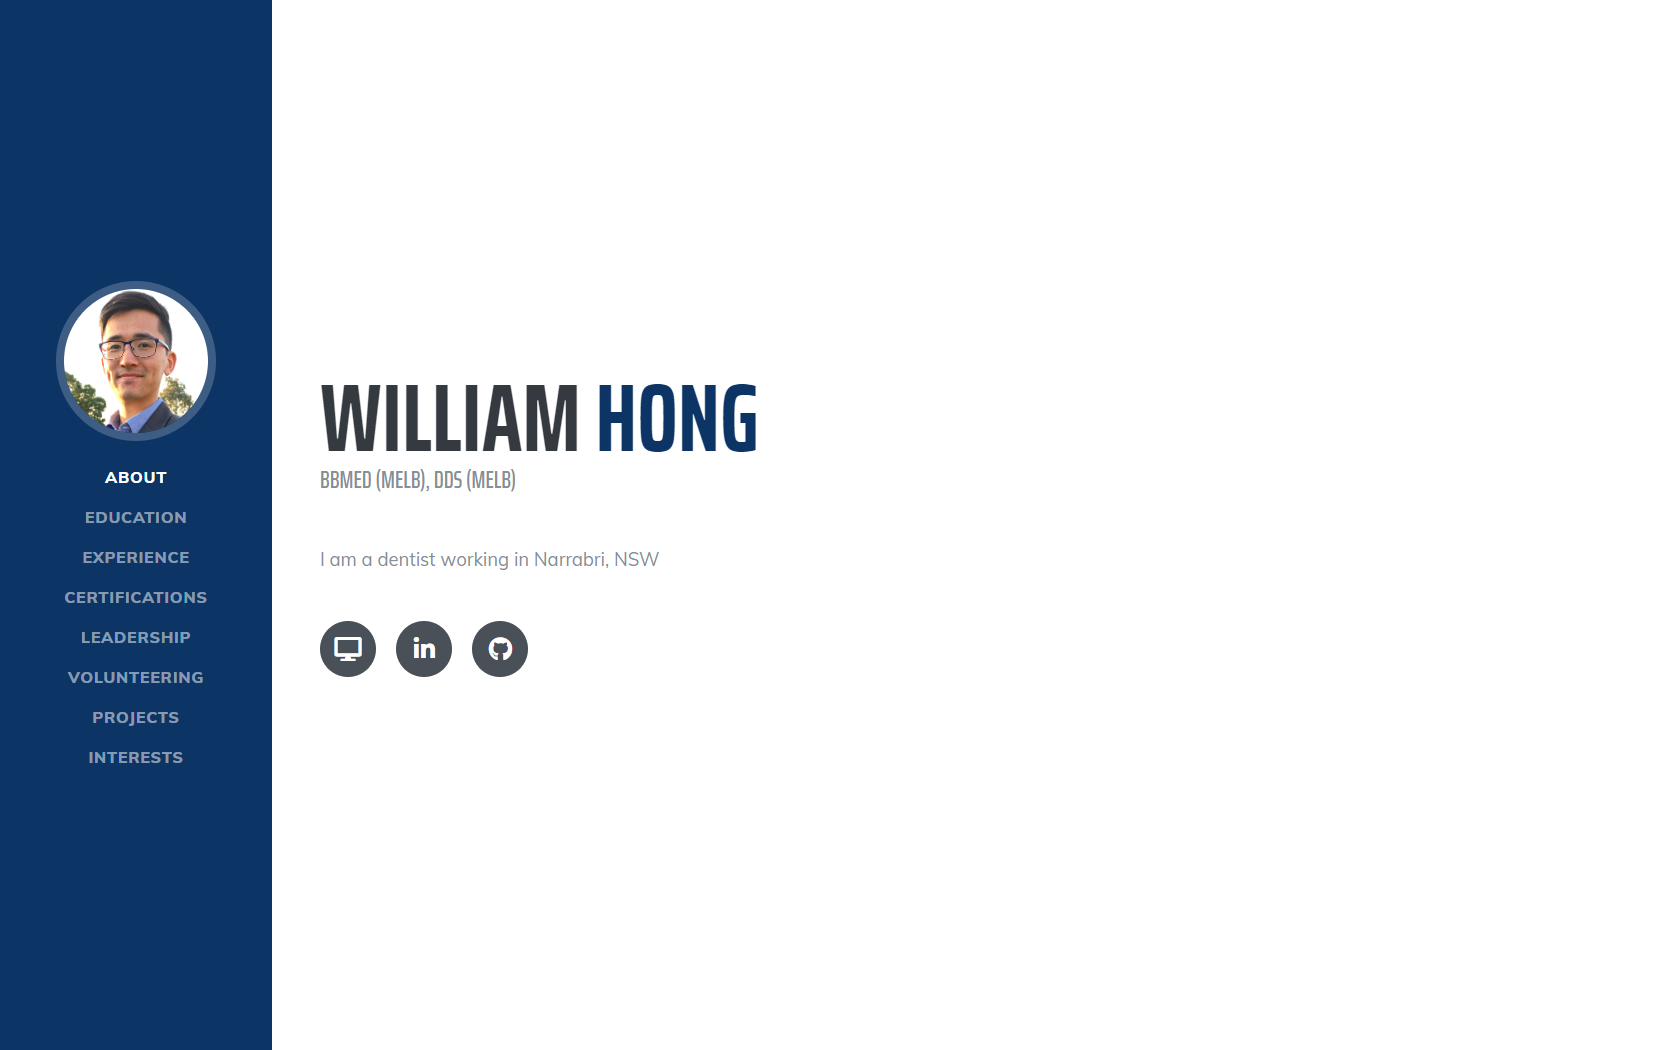 ABOUT
EDUCATION
EXPERIENCE
CERTIFICATIONS
LEADERSHIP
VOLUNTEERING
PROJECTS
INTERESTS
WILLIAM HONG
BBMED (MELB), DDS (MELB)
I am a dentist working in Narrabri, NSW
in